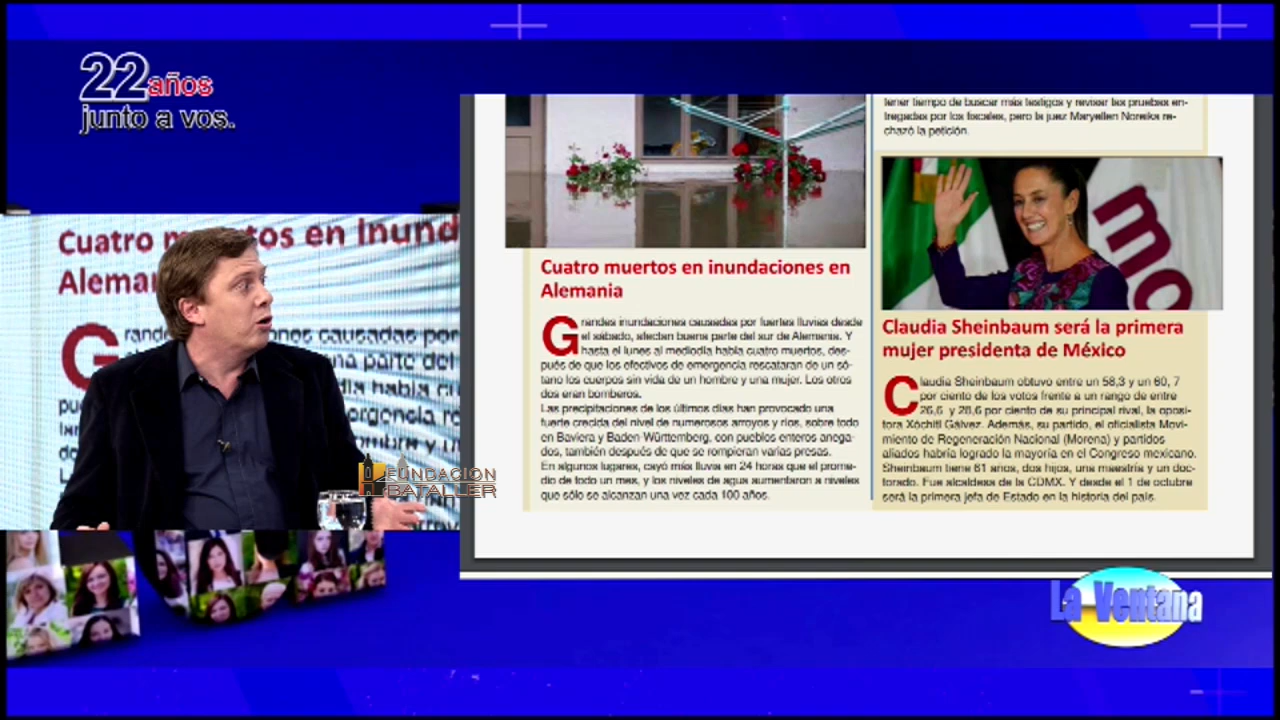 22 años
junto a vos.
Cuatro muertos en Inund
Alemani
FUNDACION
BATALLER
Cuatro muertos en inundaciones en
Alemania
Grandes inundaciones causadas por fuertes lluvias desde
el sábado, afectan buena parte del sur de Alemania. Y
hasta el lunes al mediodía había cuatro muertos, des-
pués de que los efectivos de emergencia rescataran de un só-
tano los cuerpos sin vida de un hombre y una mujer. Los otros
dos eran bomberos.
Las precipitaciones de los últimos días han provocado una
fuerte crecida del nivel de numerosos arroyos y ríos, sobre todo
en Baviera y Baden-Württemberg, con pueblos enteros anega-
dos, también después de que se rompieran varias presas.
En algunos lugares, cayó más lluvia en 24 horas que el prome-
dio de todo un mes, y los niveles de agua aumentaron a niveles
que sólo se alcanzan una vez cada 100 años.
tener tiempo de buscar más testigos y revisar las pruebas en-
tregadas por los fiscales, pero la juez Maryellen Noreika re-
chazó la petición.
mo
Claudia Sheinbaum será la primera
mujer presidenta de México
Claudia Sheinbaum obtuvo entre un 58,3 y un 60, 7
por ciento de los votos frente a un rango de entre
26,6 y 28,6 por ciento de su principal rival, la oposi-
tora Xóchitl Gálvez. Además, su partido, el oficialista Movi-
miento de Regeneración Nacional (Morena) y partidos
aliados habría logrado la mayoría en el Congreso mexicano.
Sheinbaum tiene 61 años, dos hijos, una maestría y un doc-
torado. Fue alcaldesa de la CDMX. Y desde el 1 de octubre
será la primera jefa de Estado en la historia del país.
La Ventana